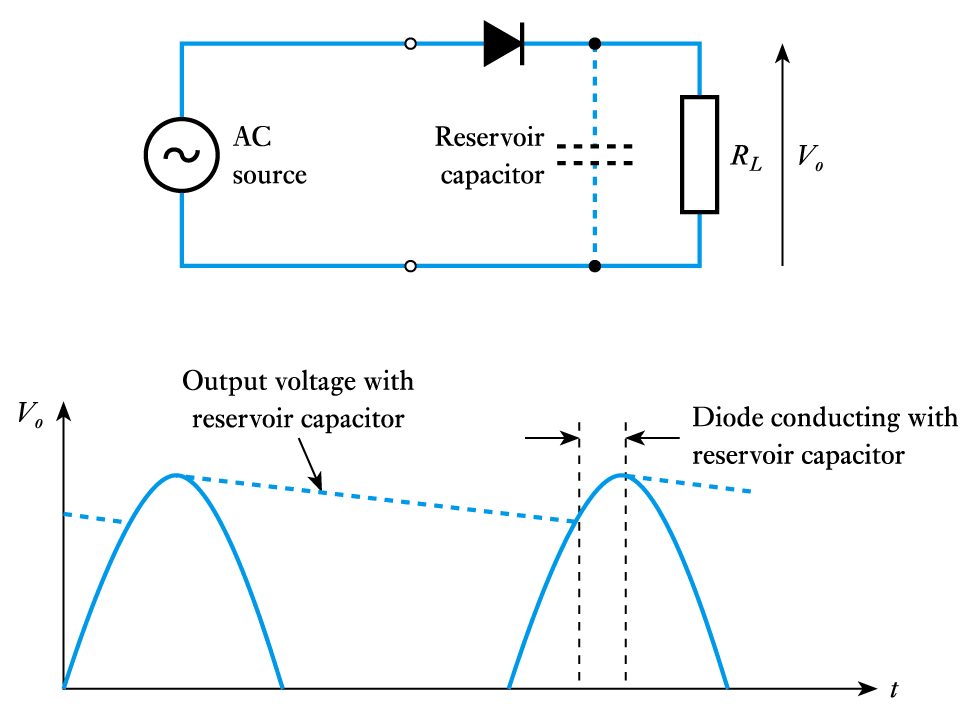 AC
source
Reservoir
capacitor
R_L
V_o
Output voltage with
reservoir capacitor
V_o
Diode conducting with
reservoir capacitor
t